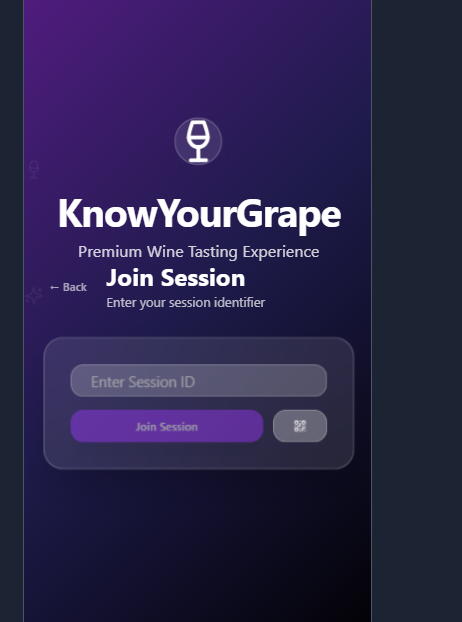 KnowYourGrape
Premium Wine Tasting Experience
← Back
Join Session
Enter your session identifier
Enter Session ID
Join Session